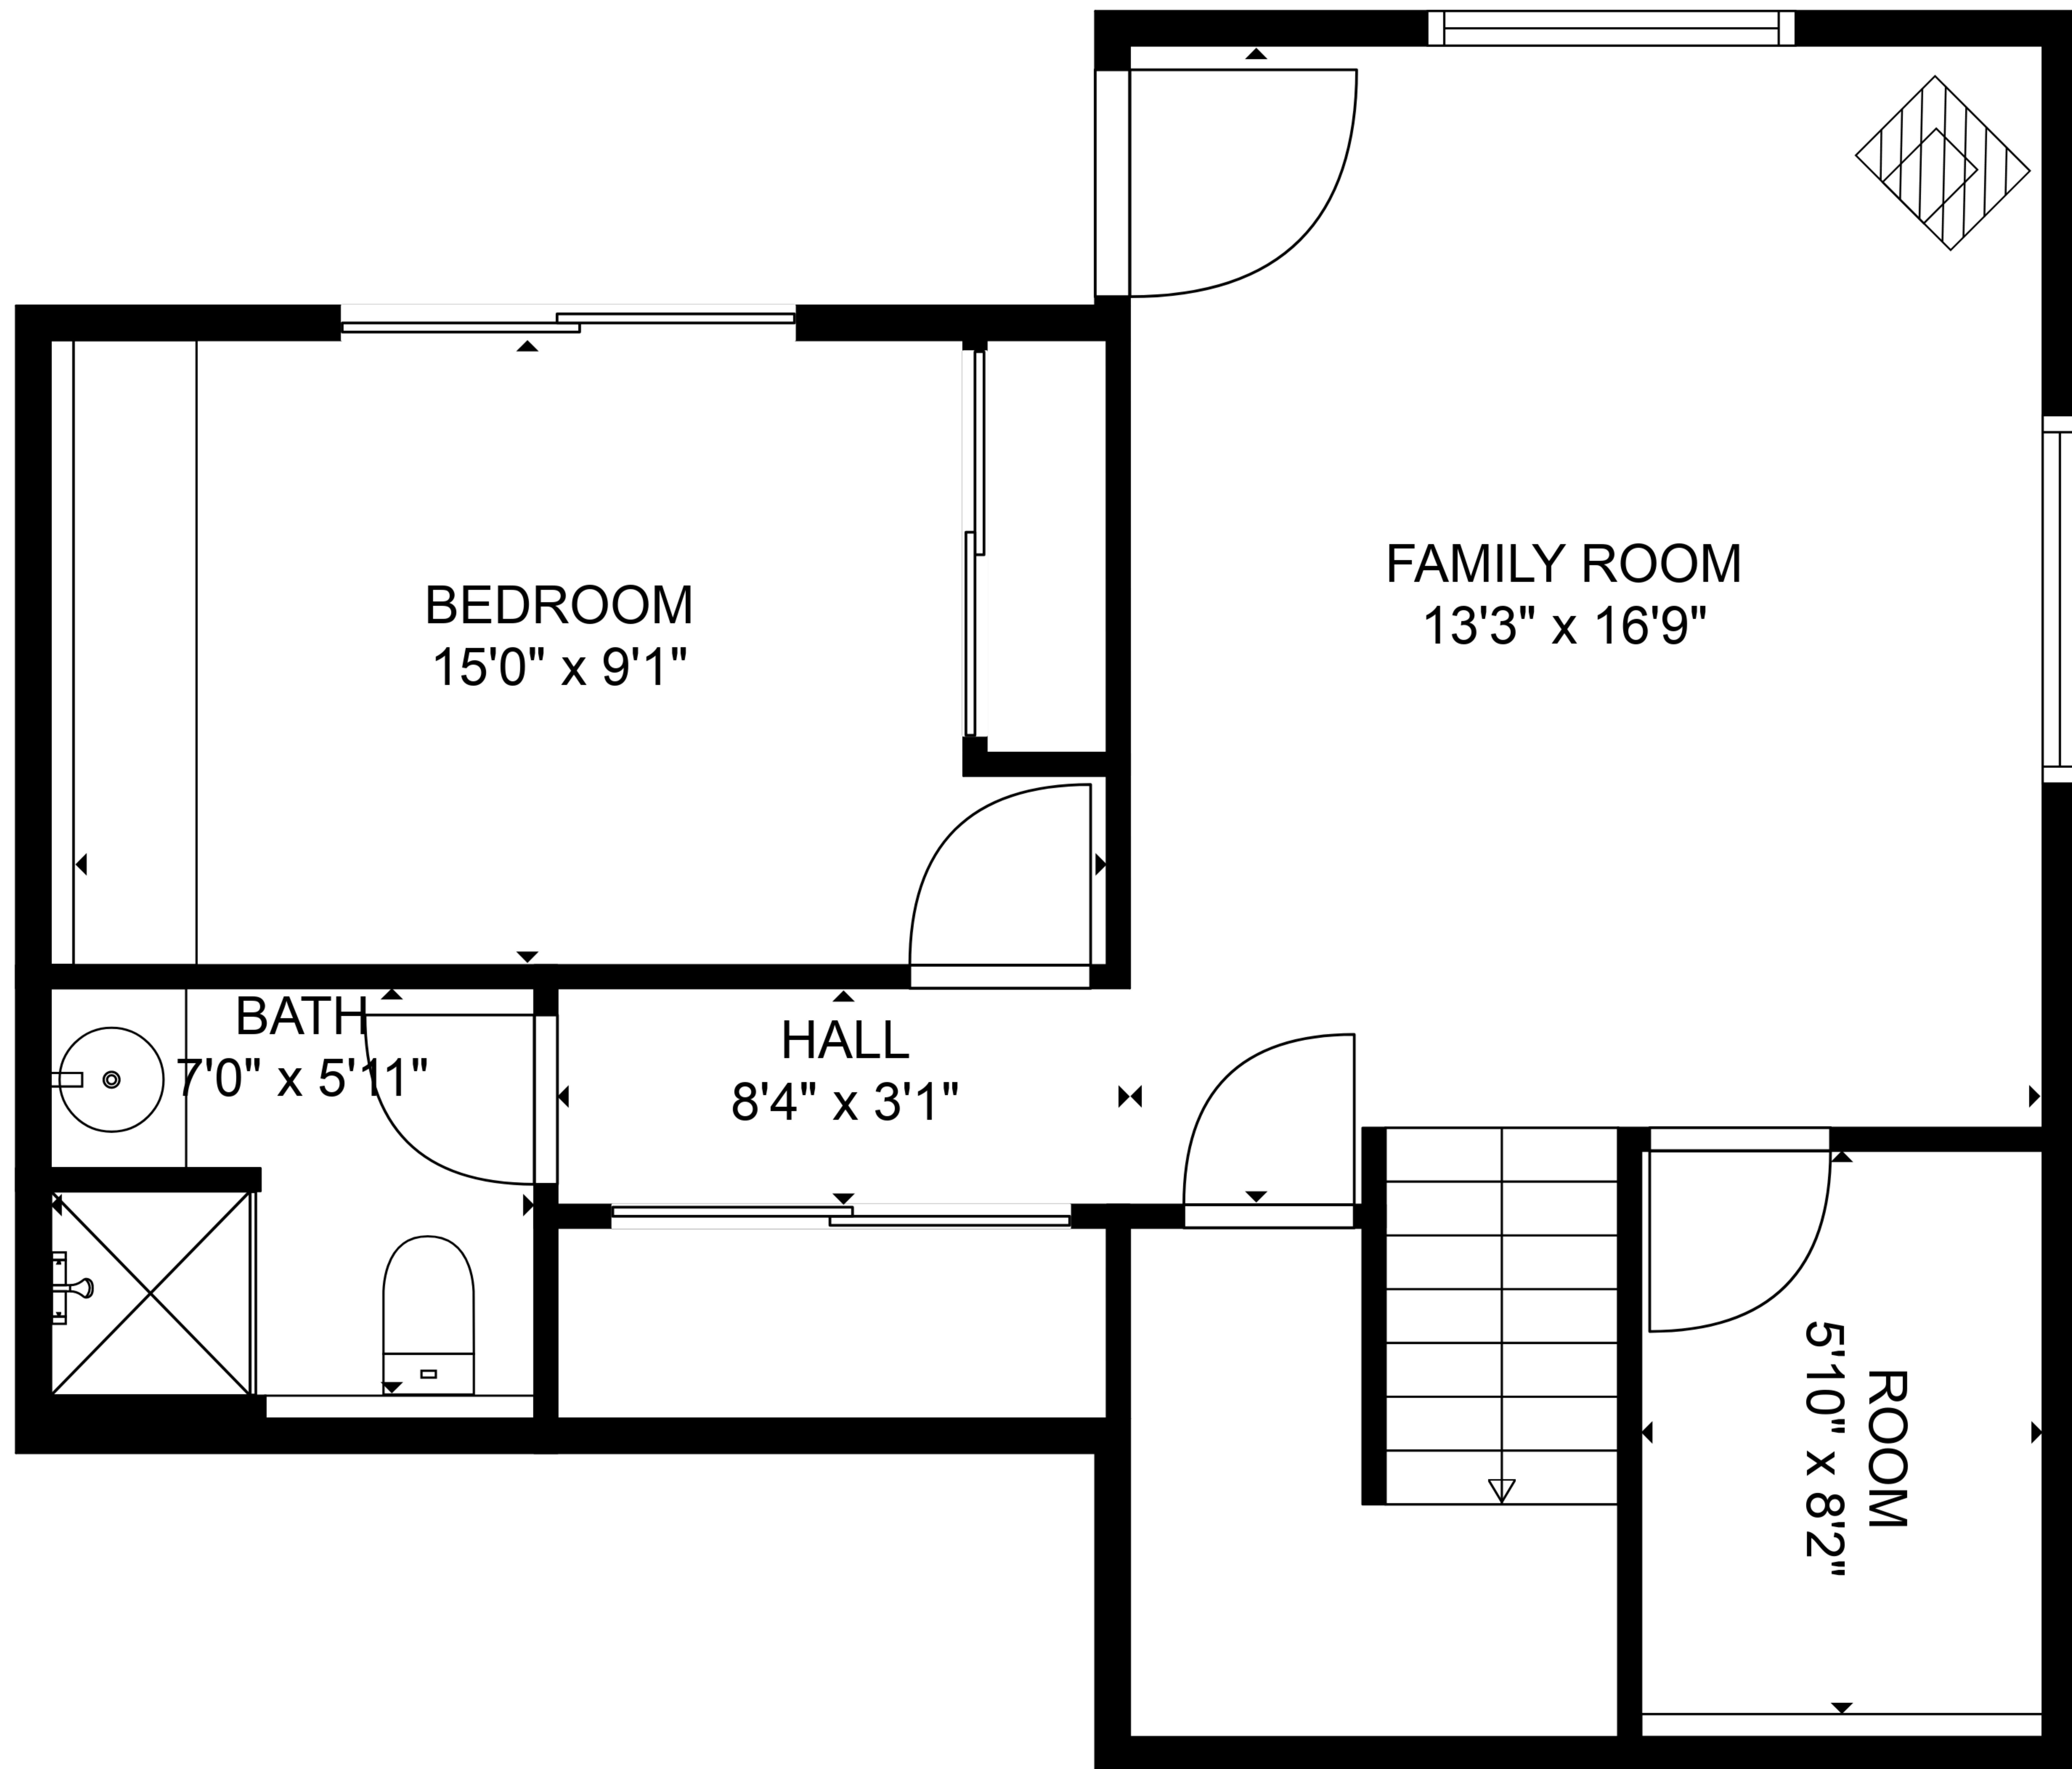 FAMILY ROOM
13'3" x 16'9"
BEDROOM
15'0" x 9'1"
BATH
7'0" x 5'11"
HALL
8'4" x 3'1"
ROOM
5'10" x 8'2"